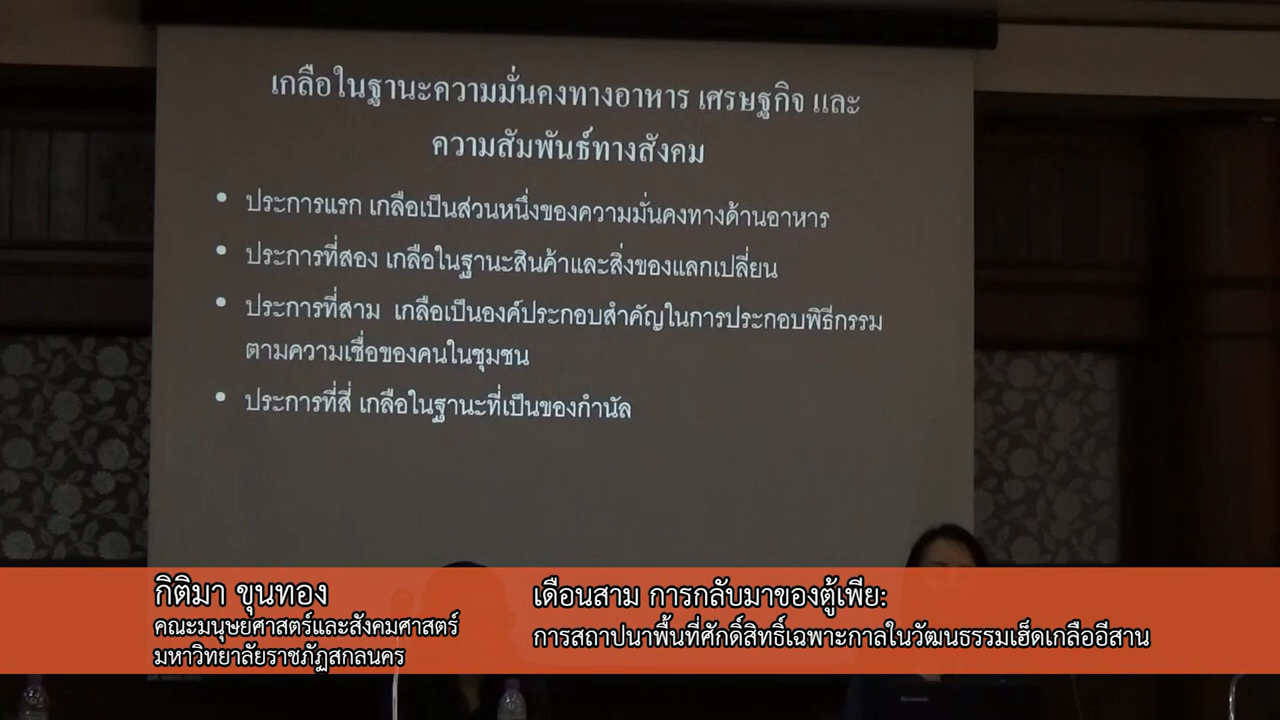 เกลือในฐานะความมั่นคงทางอาหาร เศรษฐกิจ และ
ความสัมพันธ์ทางสังคม
• ประการแรก เกลือเป็นส่วนหนึ่งของความมั่นคงทางด้านอาหาร
• ประการที่สอง เกลือในฐานะสินค้าและสิ่งของแลกเปลี่ยน
• ประการที่สาม เกลือเป็นองค์ประกอบสำคัญในการประกอบพิธีกรรม
ตามความเชื่อของคนในชุมชน
• ประการที่สี่ เกลือในฐานะที่เป็นของกำนัล
กิติมา ขุนทอง
คณะมนุษยศาสตร์และสังคมศาสตร์
มหาวิทยาลัยราชภัฏสกลนคร
เดือนสาม การกลับมาของตู้เพีย:
การสถาปนาพื้นที่ศักดิ์สิทธิ์เฉพาะกาลในวัฒนธรรมเฮ็ดเกลืออีสาน